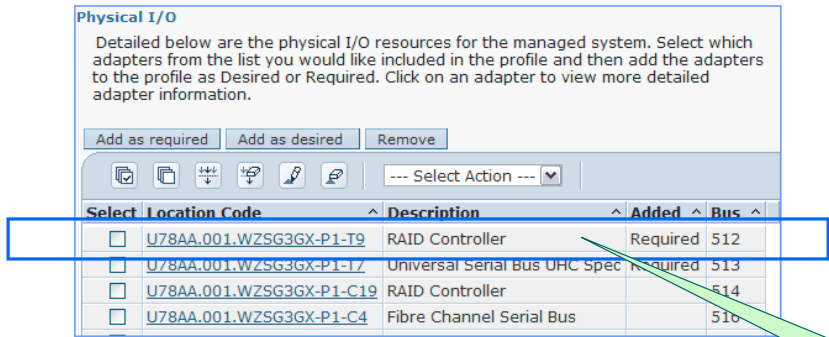 Physical I/O
Detailed below are the physical I/O resources for the managed system. Select which
adapters from the list you would like included in the profile and then add the adapters
to the profile as Desired or Required. Click on an adapter to view more detailed
adapter information.
Add as required Add as desired Remove
--- Select Action ---
Select Location Code ^ Description ^ Added ^ Bus ^
U78AA.001.WZSG3GX-P1-T9 RAID Controller Required 512
U78AA.001.WZSG3GX-P1-T7 Universal Serial Bus UHC Spec Required 513
U78AA.001.WZSG3GX-P1-C19 RAID Controller 514
U78AA.001.WZSG3GX-P1-C4 Fibre Channel Serial Bus 516